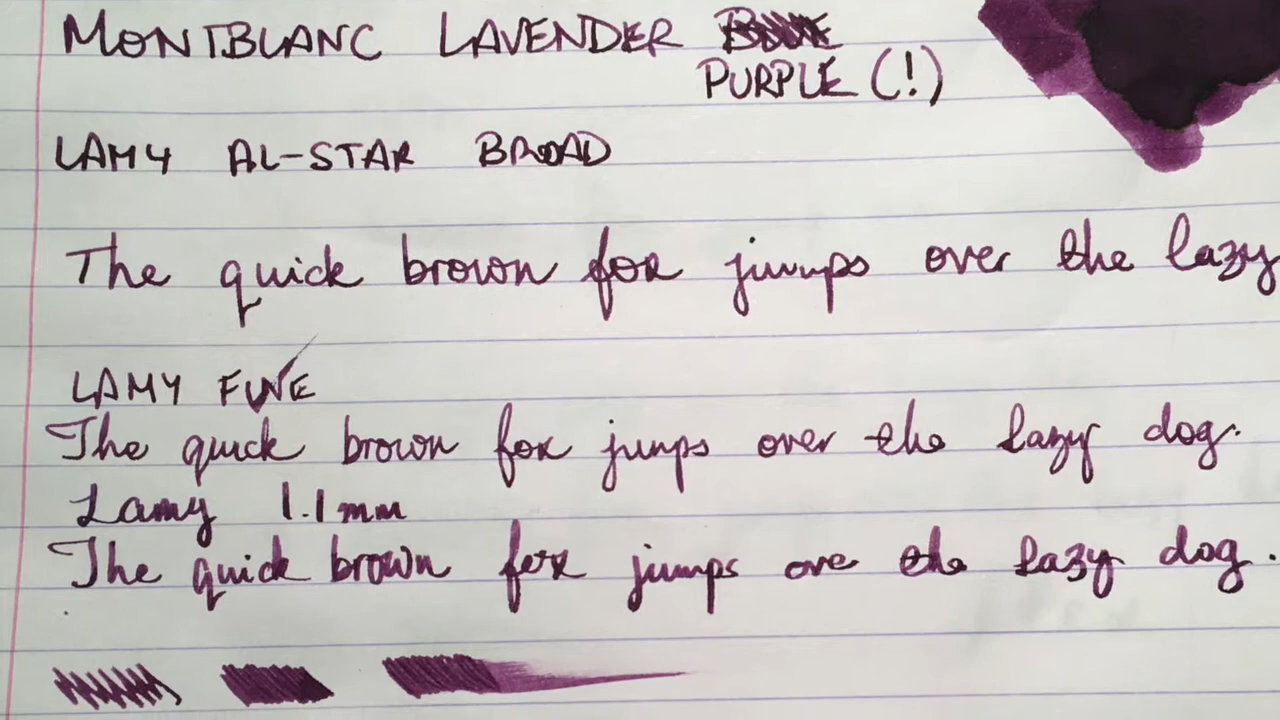 MONTBLANC LAVENDER
PURPLE (!)
LAMY AL-STAR BROAD
The quick brown fox jumps over the lazy
LAMY FINE
The quick brown fox jumps over the lazy dog.
Lamy 1.1mm
The quick brown fox jumps over the lazy dog.